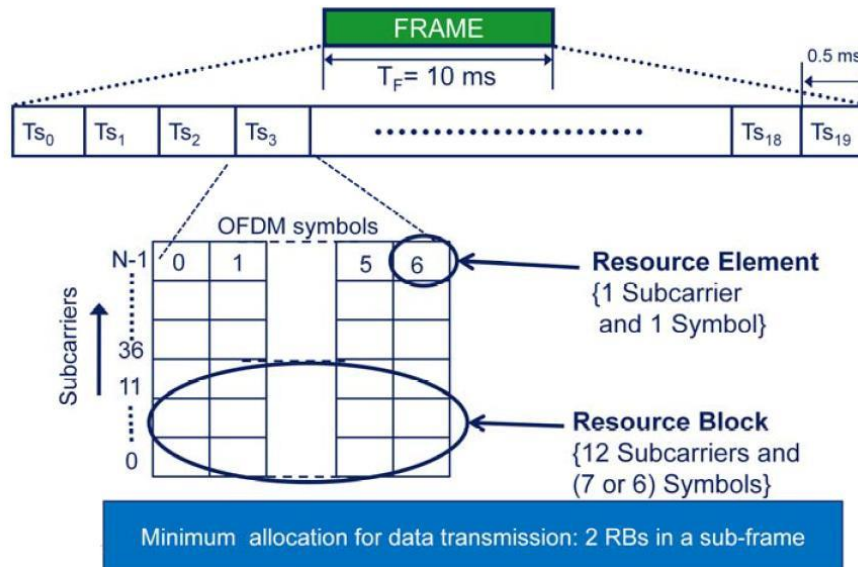 FRAME
T_F= 10 ms
0.5 ms
Ts₀ Ts₁ Ts₂ Ts₃ Ts₁₈ Ts₁₉
OFDM symbols
N-1 0 1 5 6
Resource Element
{1 Subcarrier
and 1 Symbol}
Subcarriers
36
11
0
Resource Block
{12 Subcarriers and
(7 or 6) Symbols}
Minimum allocation for data transmission: 2 RBs in a sub-frame